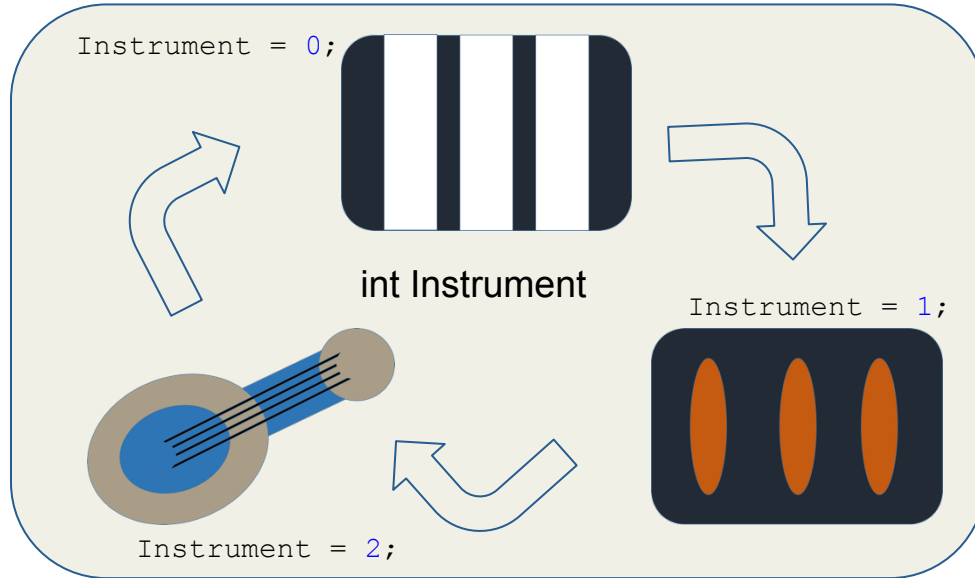 Instrument = 0;
int Instrument
Instrument = 1;
Instrument = 2;